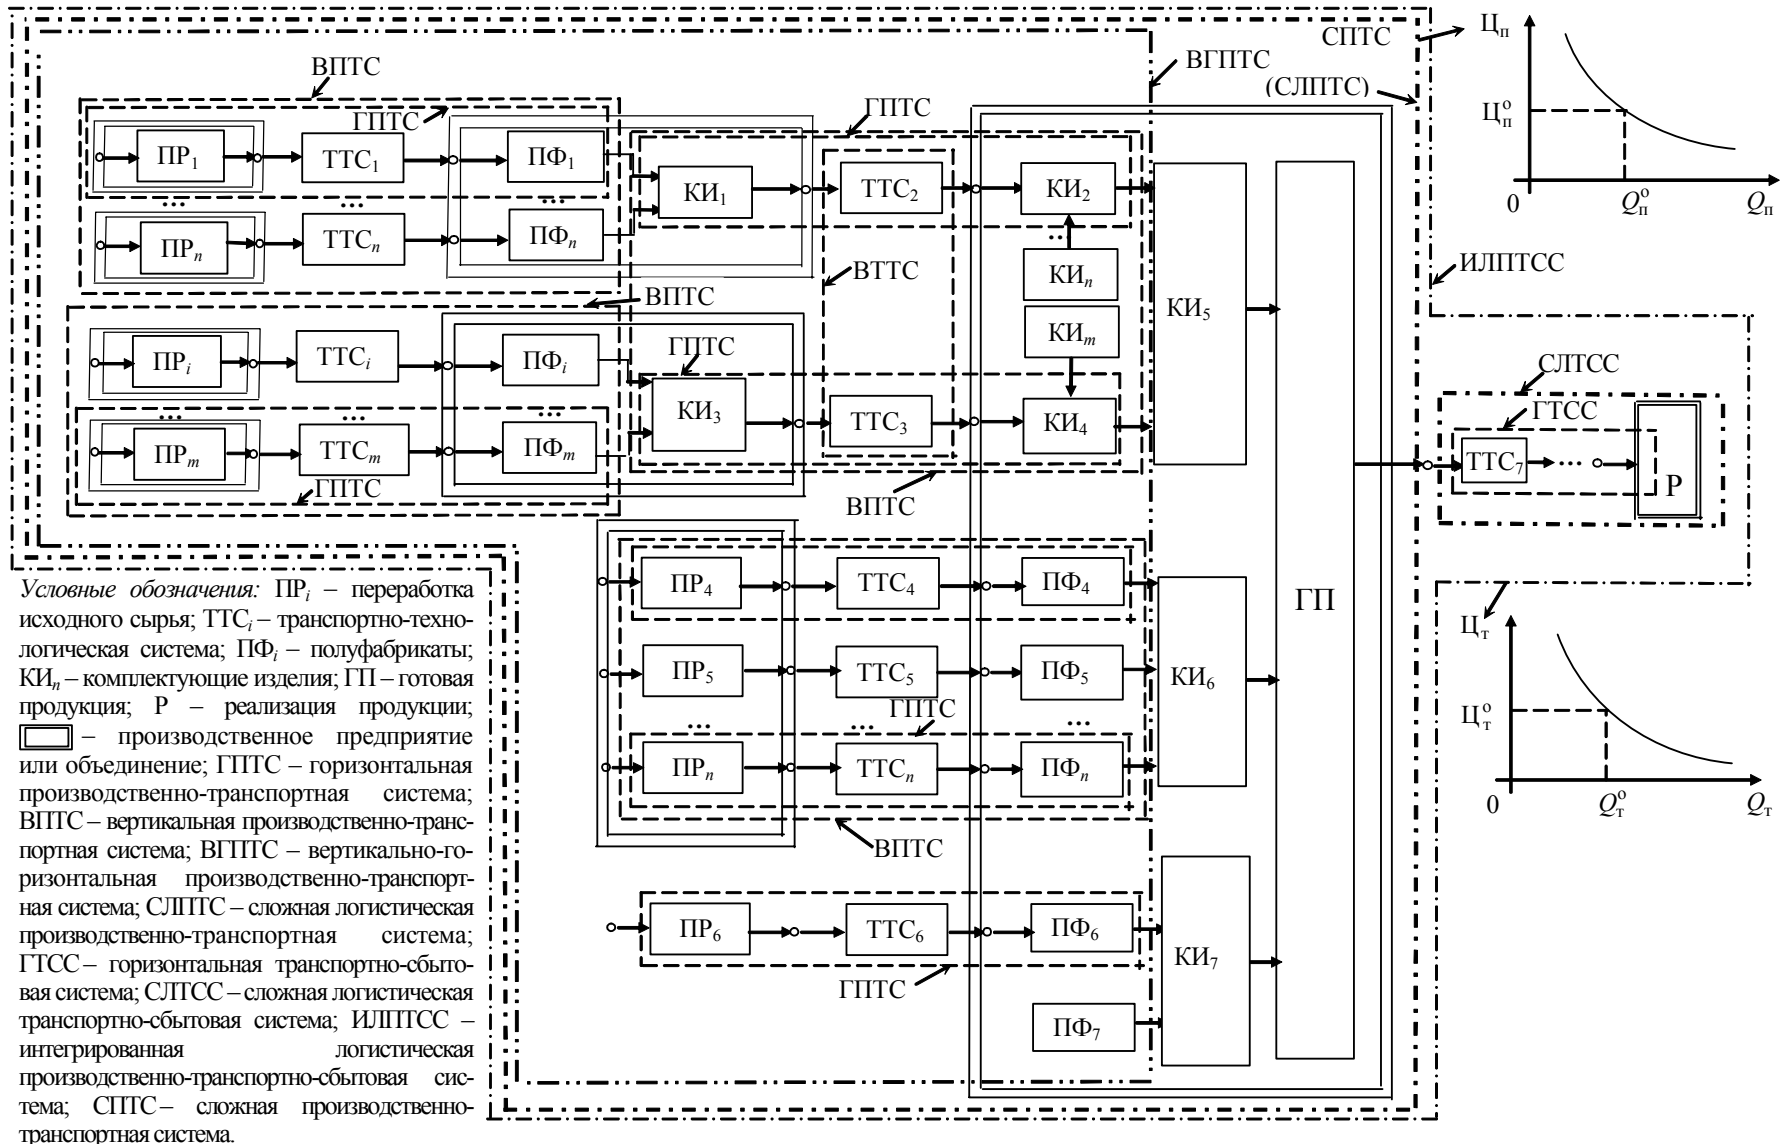 СПТС
Цп
ВПТС
ВГПТС
(СЛПТС)
ГПТС
ГПТС
Цпᵒ
ПР₁
ТТС₁
ПФ₁
КИ₁
ТТС₂
КИ₂
...
...
...
0
Qпᵒ
Qп
ПРn
ТТСn
ПФn
...
ВТТС
КИn
ИЛПТСС
ВПТС
КИ₅
КИm
ПРi
ТТСi
ПФi
ГПТС
СЛТСС
КИ₃
ТТС₃
КИ₄
ГТСС
...
...
...
ПРm
ТТСm
ПФm
ТТС₇
...
Р
ГПТС
ВПТС
Условные обозначения: ПРi – переработка
исходного сырья; ТТСi – транспортно-техно-
логическая система; ПФi – полуфабрикаты;
КИn – комплектующие изделия; ГП – готовая
продукция; Р – реализация продукции;
– производственное предприятие
или объединение; ГПТС – горизонтальная
производственно-транспортная система;
ВПТС – вертикальная производственно-транс-
портная система; ВГПТС – вертикально-го-
ризонтальная производственно-транспорт-
ная система; СЛПТС – сложная логистическая
производственно-транспортная система;
ГТСС – горизонтальная транспортно-сбыто-
вая система; СЛТСС – сложная логистическая
транспортно-сбытовая система; ИЛПТСС –
интегрированная логистическая
производственно-транспортно-сбытовая сис-
тема; СПТС – сложная производственно-
транспортная система.
ПР₄
ТТС₄
ПФ₄
ГП
ПР₅
ТТС₅
ПФ₅
КИ₆
...
...
...
ГПТС
ПРn
ТТСn
ПФn
ВПТС
ПР₆
ТТС₆
ПФ₆
КИ₇
ГПТС
ПФ₇
Цт
Цтᵒ
0
Qтᵒ
Qт